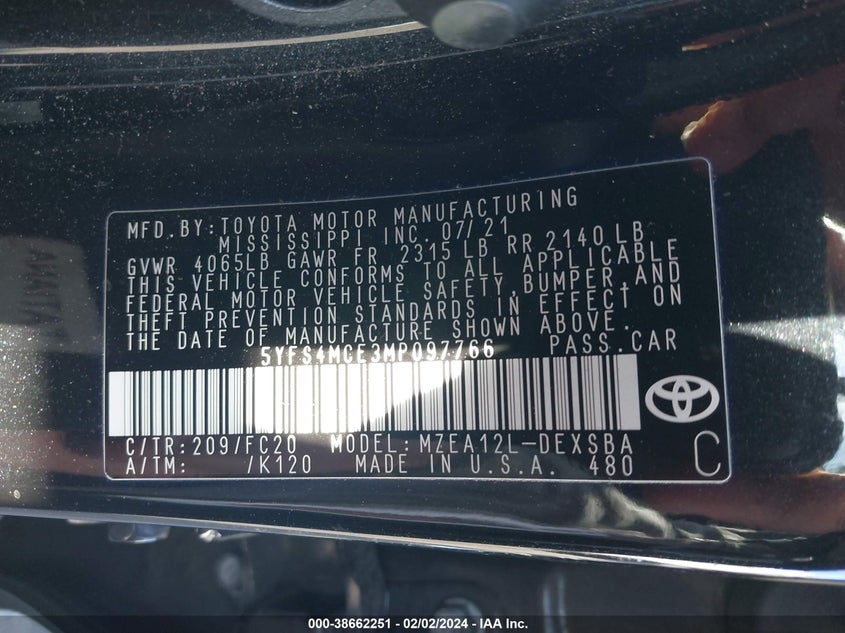 MFD.BY:TOYOTA MOTOR MANUFACTURING
MISSISSIPPI INC. 07/21
GVWR 4065LB GAWR FR 2315 LB RR 2140 LB
THIS VEHICLE CONFORMS TO ALL APPLICABLE
FEDERAL MOTOR VEHICLE SAFETY,BUMPER,AND
THEFT PREVENTION STANDARDS IN EFFECT ON
THE DATE OF MANUFACTURE SHOWN ABOVE.
5YFS4MCE3MP097766 PASS.CAR
C/TR:209/FC20 MODEL:MZEA12L-DEXSBA
A/TM: /K120 MADE IN U.S.A. 480
C
000-38662251 - 02/02/2024 - IAA Inc.